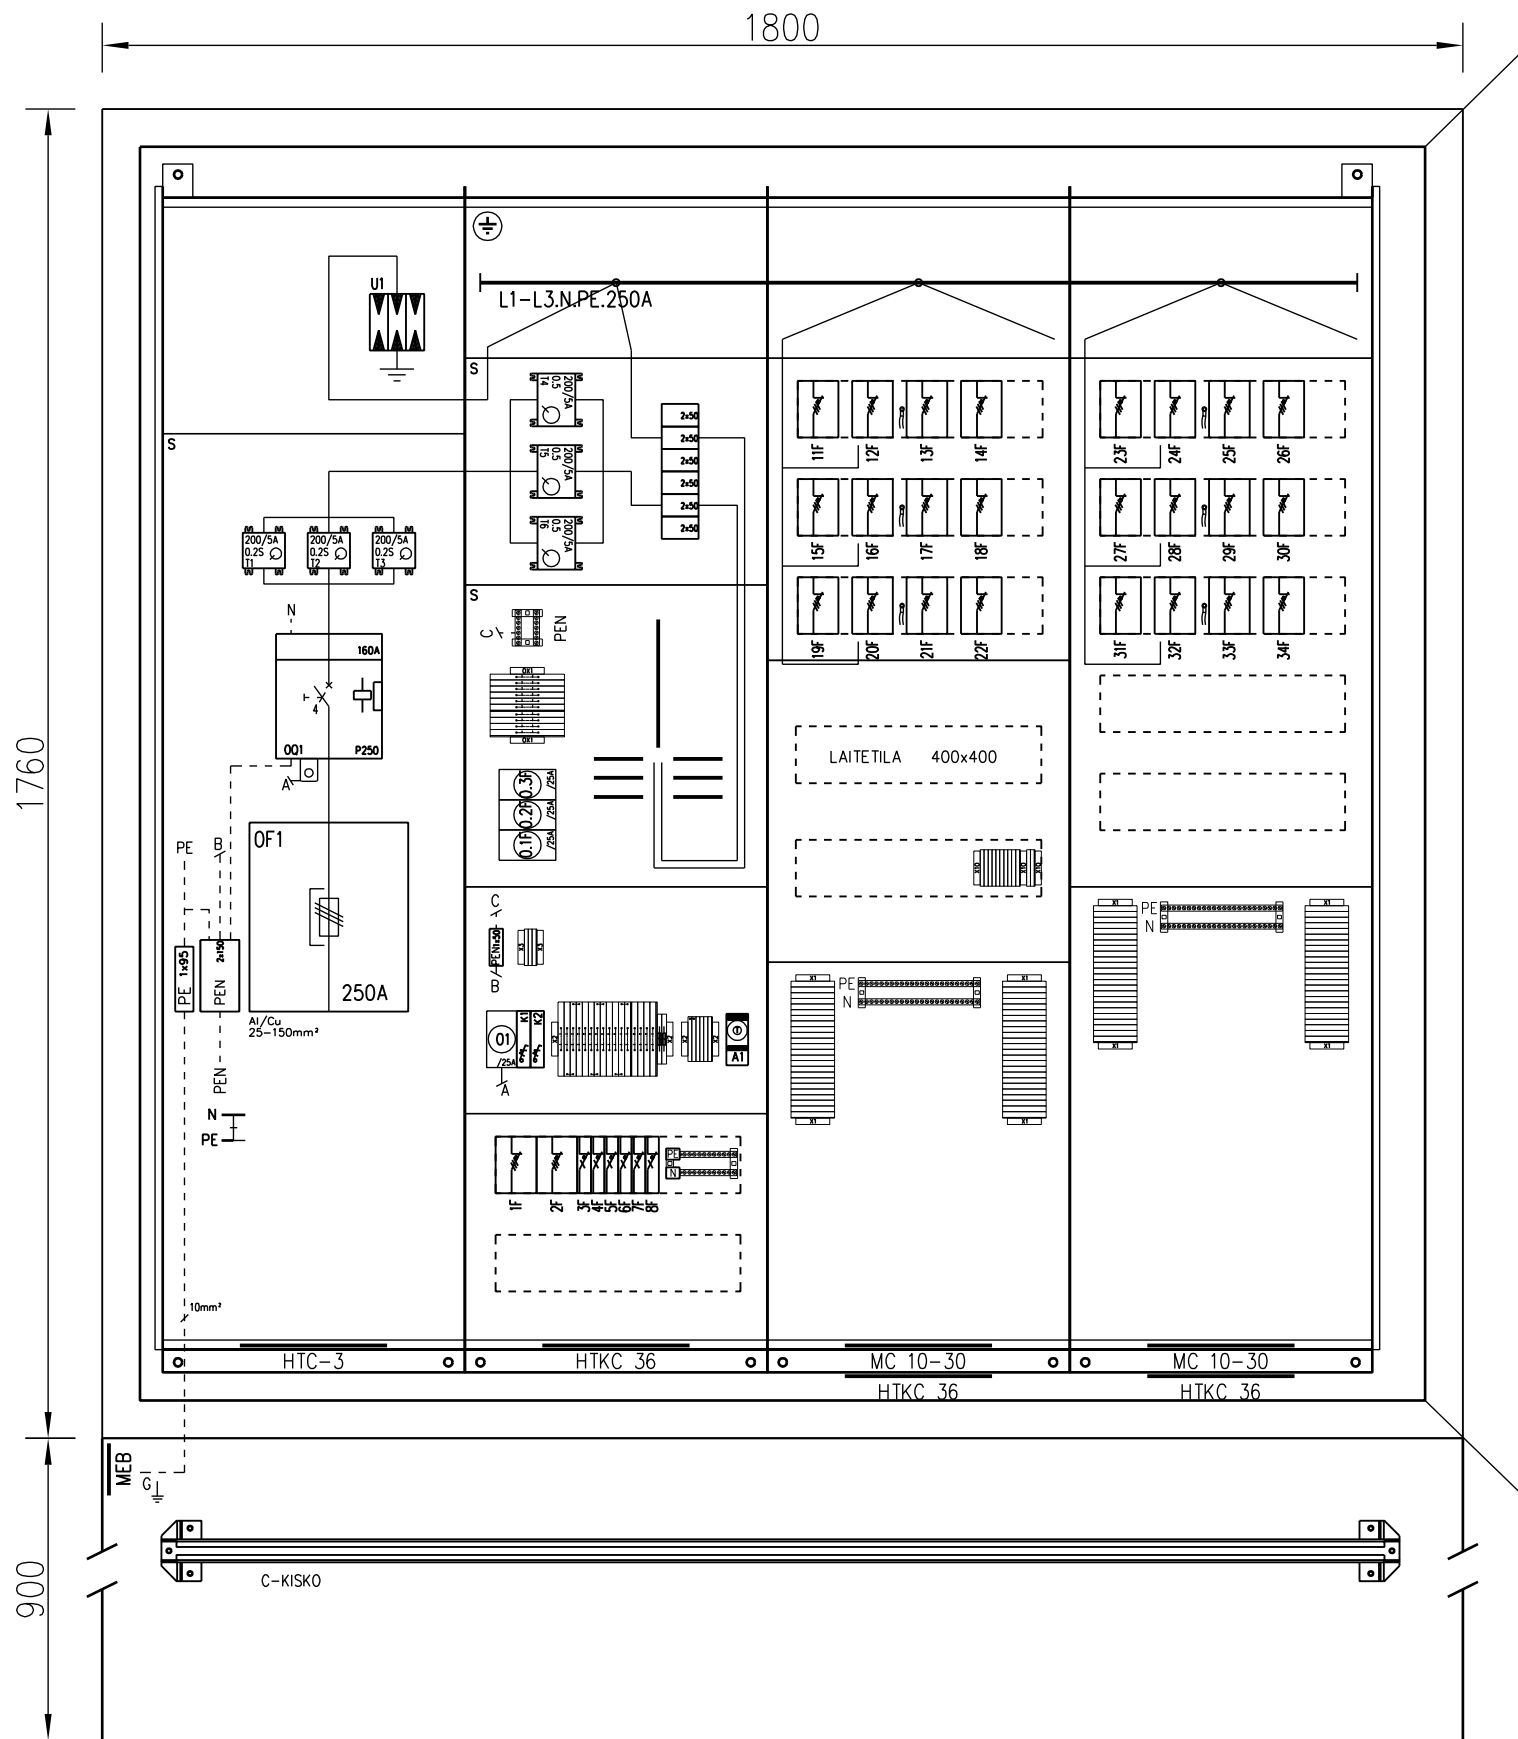 1800
1760
900
U1
L1-L3.N.PE.250A
S
S
S
200/5A
0.5
T4
200/5A
0.5
T5
200/5A
0.5
T6
2x50
2x50
2x50
2x50
2x50
2x50
11F
12F
13F
14F
15F
16F
17F
18F
19F
20F
21F
22F
23F
24F
25F
26F
27F
28F
29F
30F
31F
32F
33F
34F
200/5A
0.2S
T1
200/5A
0.2S
T2
200/5A
0.2S
T3
N
160A
4
0Q1
P250
A
C
PEN
0X1
0X1
0.3F
/25A
0.2F
/25A
0.1F
/25A
LAITETILA 400x400
X10
X10
X10
0F1
250A
Al/Cu
25-150mm²
PE
B
PE 1x95
PEN
2x150
PEN
N
PE
10mm²
C
PEN1x50
B
X3
X3
01
/25A
K1
K2
A
X2
X2
X2
X2
A1
1F
2F
3F
4F
5F
6F
7F
8F
PE
N
X1
X1
PE
N
X1
X1
X1
X1
PE
N
X1
X1
HTC-3
HTKC 36
MC 10-30
HTKC 36
MC 10-30
HTKC 36
MEB
G
C-KISKO